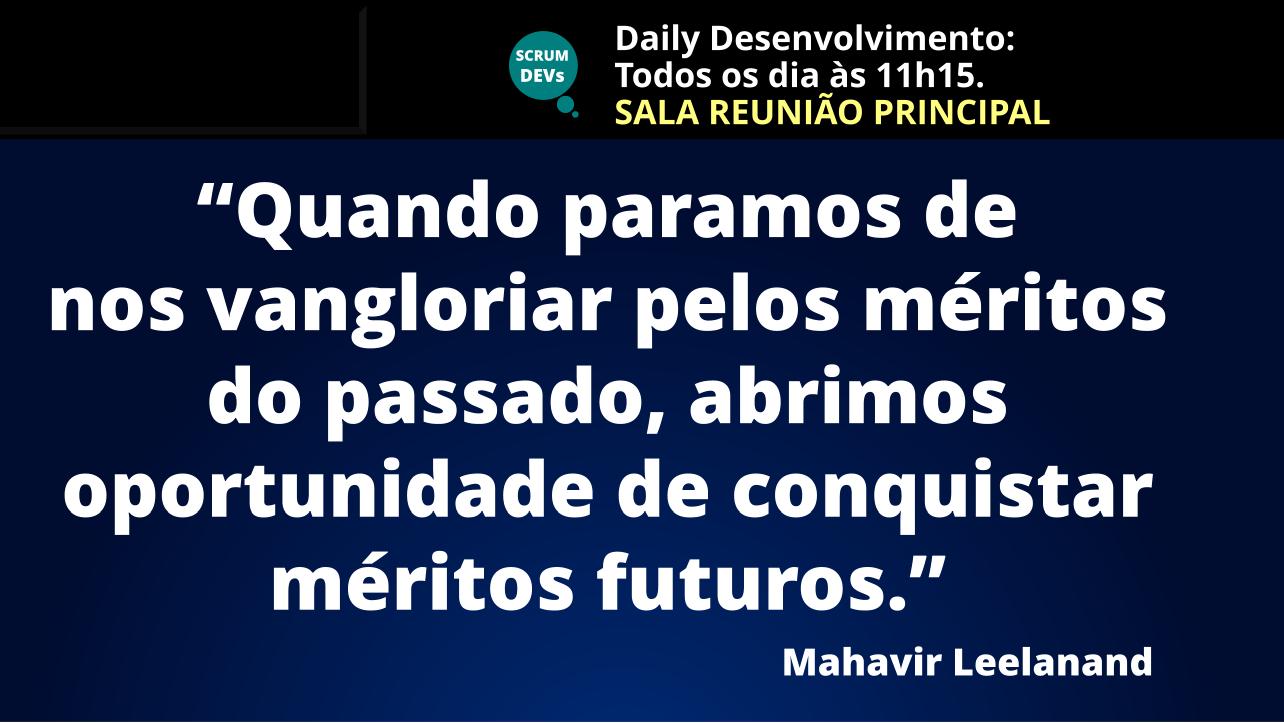 SCRUM
DEVs
Daily Desenvolvimento:
Todos os dia às 11h15.
SALA REUNIÃO PRINCIPAL
“Quando paramos de
nos vangloriar pelos méritos
do passado, abrimos
oportunidade de conquistar
méritos futuros.”
Mahavir Leelanand